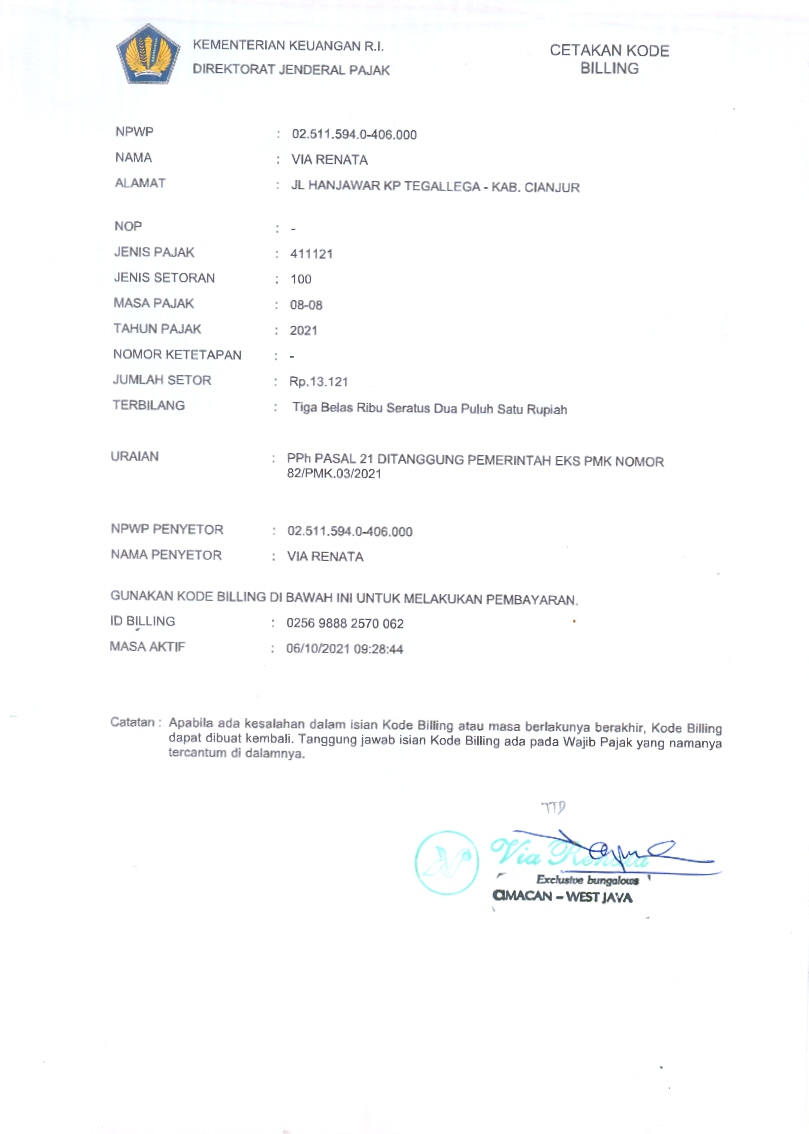 KEMENTERIAN KEUANGAN R.I.
DIREKTORAT JENDERAL PAJAK
CETAKAN KODE
BILLING
NPWP : 02.511.594.0-406.000
NAMA : VIA RENATA
ALAMAT : JL HANJAWAR KP TEGALLEGA - KAB. CIANJUR
NOP : -
JENIS PAJAK : 411121
JENIS SETORAN : 100
MASA PAJAK : 08-08
TAHUN PAJAK : 2021
NOMOR KETETAPAN : -
JUMLAH SETOR : Rp.13.121
TERBILANG : Tiga Belas Ribu Seratus Dua Puluh Satu Rupiah
URAIAN : PPh PASAL 21 DITANGGUNG PEMERINTAH EKS PMK NOMOR
82/PMK.03/2021
NPWP PENYETOR : 02.511.594.0-406.000
NAMA PENYETOR : VIA RENATA
GUNAKAN KODE BILLING DI BAWAH INI UNTUK MELAKUKAN PEMBAYARAN.
ID BILLING : 0256 9888 2570 062
MASA AKTIF : 06/10/2021 09:28:44
Catatan : Apabila ada kesalahan dalam isian Kode Billing atau masa berlakunya berakhir, Kode Billing
dapat dibuat kembali. Tanggung jawab isian Kode Billing ada pada Wajib Pajak yang namanya
tercantum di dalamnya.
TTD
Via Renata
Exclusive bungalows
CIMACAN - WEST JAVA